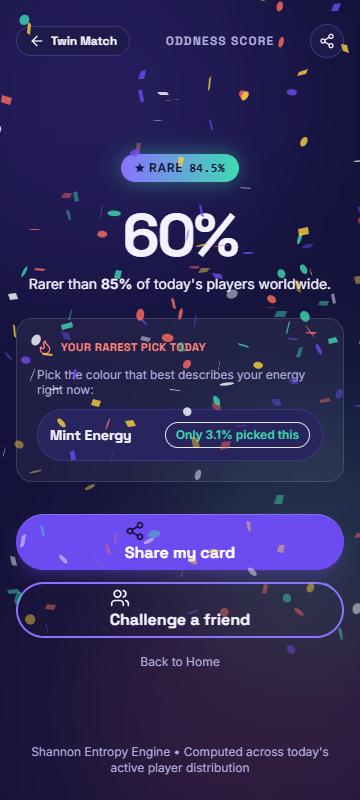 Twin Match
ODDNESS SCORE
★ RARE 84.5%
60%
Rarer than 85% of today's players worldwide.
YOUR RAREST PICK TODAY
Pick the colour that best describes your energy
right now:
Mint Energy
Only 3.1% picked this
Share my card
Challenge a friend
Back to Home
Shannon Entropy Engine • Computed across today's
active player distribution